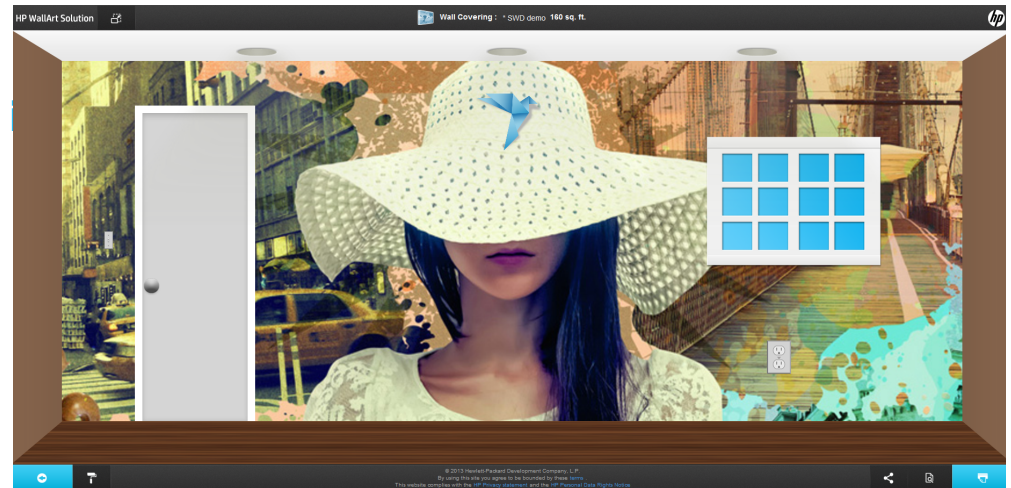 HP WallArt Solution
Wall Covering : * SWD demo 160 sq. ft.
hp
© 2013 Hewlett-Packard Development Company, L.P.
By using this site you agree to be bounded by these terms
This website complies with the HP Privacy statement and the HP Personal Data Rights Notice